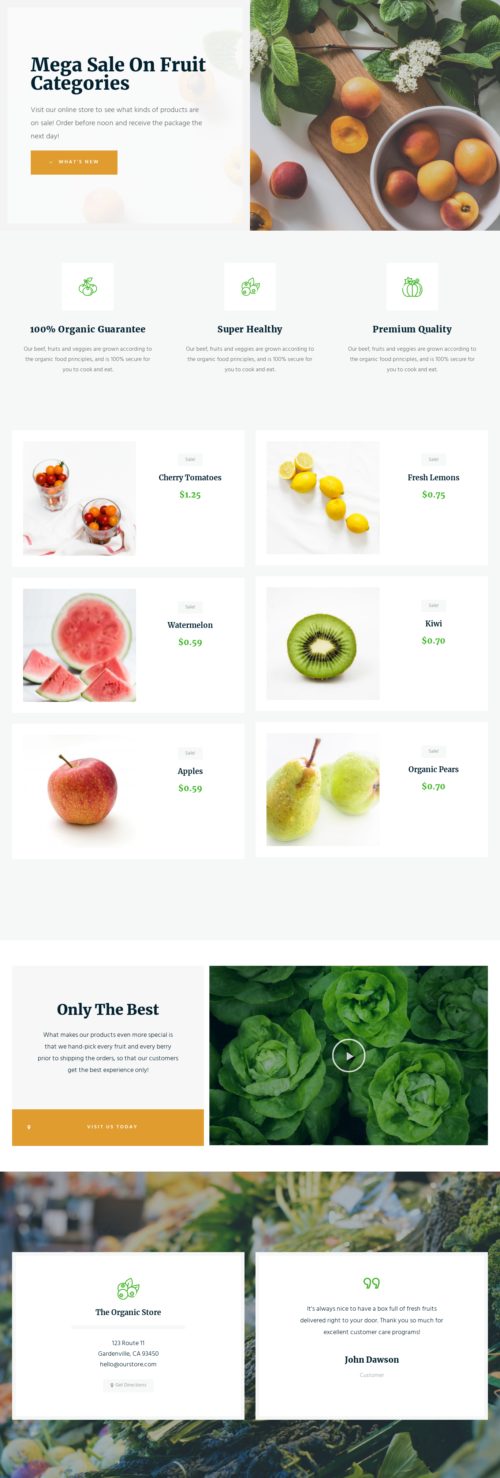 Mega Sale On Fruit
Categories
Visit our online store to see what kinds of products are
on sale! Order before noon and receive the package the
next day!
WHAT'S NEW
100% Organic Guarantee
Our beef, fruits and veggies are grown according to
the organic food principles, and is 100% secure for
you to cook and eat.
Super Healthy
Our beef, fruits and veggies are grown according to
the organic food principles, and is 100% secure for
you to cook and eat.
Premium Quality
Our beef, fruits and veggies are grown according to
the organic food principles, and is 100% secure for
you to cook and eat.
Sale!
Cherry Tomatoes
$1.25
Sale!
Fresh Lemons
$0.75
Sale!
Watermelon
$0.59
Sale!
Kiwi
$0.70
Sale!
Apples
$0.59
Sale!
Organic Pears
$0.70
Only The Best
What makes our products even more special is
that we hand-pick every fruit and every berry
prior to shipping the orders, so that our customers
get the best experience only!
VISIT US TODAY
The Organic Store
123 Route 11
Gardenville, CA 93450
hello@ourstore.com
Get Directions
It's always nice to have a box full of fresh fruits
delivered right to your door. Thank you so much for
excellent customer care programs!
John Dawson
Customer